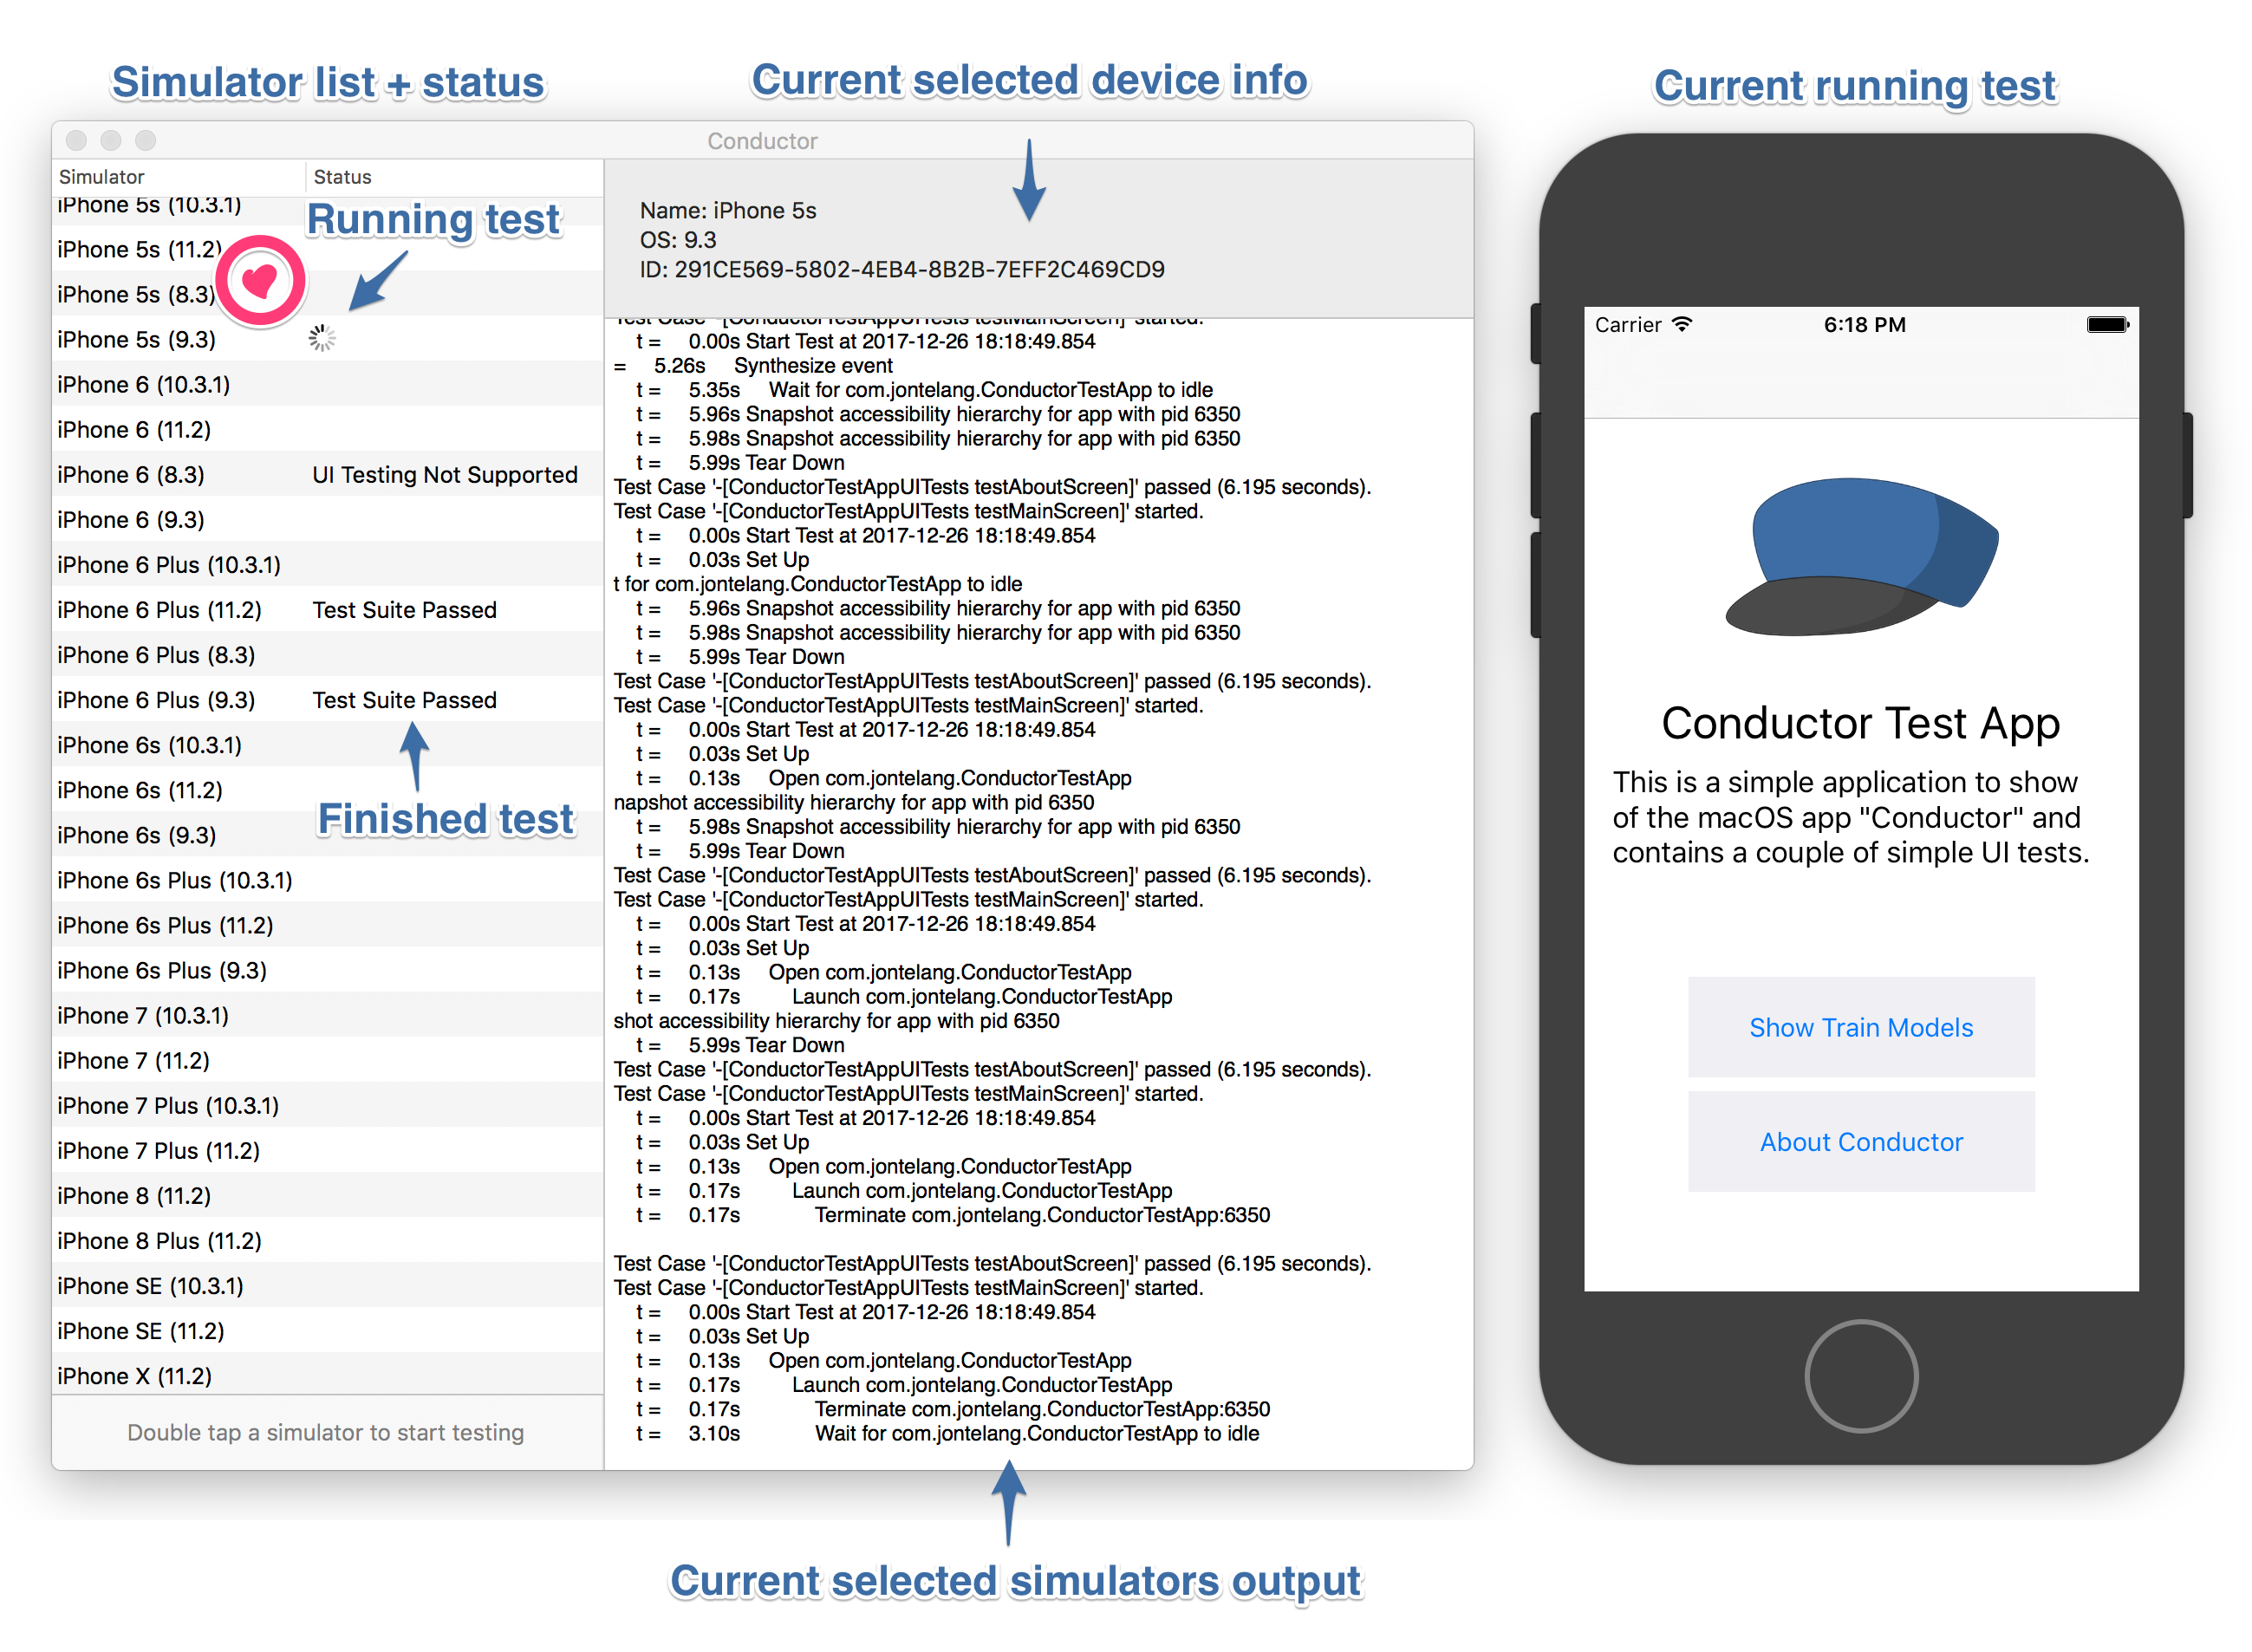 Simulator list + status
Current selected device info
Current running test
Conductor
Simulator
Status
iPhone 5s (10.3.1)
Running test
iPhone 5s (11.2)
iPhone 5s (8.3)
iPhone 5s (9.3)
iPhone 6 (10.3.1)
iPhone 6 (11.2)
iPhone 6 (8.3)
UI Testing Not Supported
iPhone 6 (9.3)
iPhone 6 Plus (10.3.1)
iPhone 6 Plus (11.2)
Test Suite Passed
iPhone 6 Plus (8.3)
iPhone 6 Plus (9.3)
Test Suite Passed
iPhone 6s (10.3.1)
iPhone 6s (11.2)
Finished test
iPhone 6s (9.3)
iPhone 6s Plus (10.3.1)
iPhone 6s Plus (11.2)
iPhone 6s Plus (9.3)
iPhone 7 (10.3.1)
iPhone 7 (11.2)
iPhone 7 Plus (10.3.1)
iPhone 7 Plus (11.2)
iPhone 8 (11.2)
iPhone 8 Plus (11.2)
iPhone SE (10.3.1)
iPhone SE (11.2)
iPhone X (11.2)
Double tap a simulator to start testing
Name: iPhone 5s
OS: 9.3
ID: 291CE569-5802-4EB4-8B2B-7EFF2C469CD9
Test Case '-[ConductorTestAppUITests testMainScreen]' started.
t = 0.00s Start Test at 2017-12-26 18:18:49.854
= 5.26s Synthesize event
t = 5.35s Wait for com.jontelang.ConductorTestApp to idle
t = 5.96s Snapshot accessibility hierarchy for app with pid 6350
t = 5.98s Snapshot accessibility hierarchy for app with pid 6350
t = 5.99s Tear Down
Test Case '-[ConductorTestAppUITests testAboutScreen]' passed (6.195 seconds).
Test Case '-[ConductorTestAppUITests testMainScreen]' started.
t = 0.00s Start Test at 2017-12-26 18:18:49.854
t = 0.03s Set Up
t for com.jontelang.ConductorTestApp to idle
t = 5.96s Snapshot accessibility hierarchy for app with pid 6350
t = 5.98s Snapshot accessibility hierarchy for app with pid 6350
t = 5.99s Tear Down
Test Case '-[ConductorTestAppUITests testAboutScreen]' passed (6.195 seconds).
Test Case '-[ConductorTestAppUITests testMainScreen]' started.
t = 0.00s Start Test at 2017-12-26 18:18:49.854
t = 0.03s Set Up
t = 0.13s Open com.jontelang.ConductorTestApp
napshot accessibility hierarchy for app with pid 6350
t = 5.98s Snapshot accessibility hierarchy for app with pid 6350
t = 5.99s Tear Down
Test Case '-[ConductorTestAppUITests testAboutScreen]' passed (6.195 seconds).
Test Case '-[ConductorTestAppUITests testMainScreen]' started.
t = 0.00s Start Test at 2017-12-26 18:18:49.854
t = 0.03s Set Up
t = 0.13s Open com.jontelang.ConductorTestApp
t = 0.17s Launch com.jontelang.ConductorTestApp
shot accessibility hierarchy for app with pid 6350
t = 5.99s Tear Down
Test Case '-[ConductorTestAppUITests testAboutScreen]' passed (6.195 seconds).
Test Case '-[ConductorTestAppUITests testMainScreen]' started.
t = 0.00s Start Test at 2017-12-26 18:18:49.854
t = 0.03s Set Up
t = 0.13s Open com.jontelang.ConductorTestApp
t = 0.17s Launch com.jontelang.ConductorTestApp
t = 0.17s Terminate com.jontelang.ConductorTestApp:6350
Test Case '-[ConductorTestAppUITests testAboutScreen]' passed (6.195 seconds).
Test Case '-[ConductorTestAppUITests testMainScreen]' started.
t = 0.00s Start Test at 2017-12-26 18:18:49.854
t = 0.03s Set Up
t = 0.13s Open com.jontelang.ConductorTestApp
t = 0.17s Launch com.jontelang.ConductorTestApp
t = 0.17s Terminate com.jontelang.ConductorTestApp:6350
t = 3.10s Wait for com.jontelang.ConductorTestApp to idle
Current selected simulators output
Carrier
6:18 PM
Conductor Test App
This is a simple application to show
of the macOS app "Conductor" and
contains a couple of simple UI tests.
Show Train Models
About Conductor